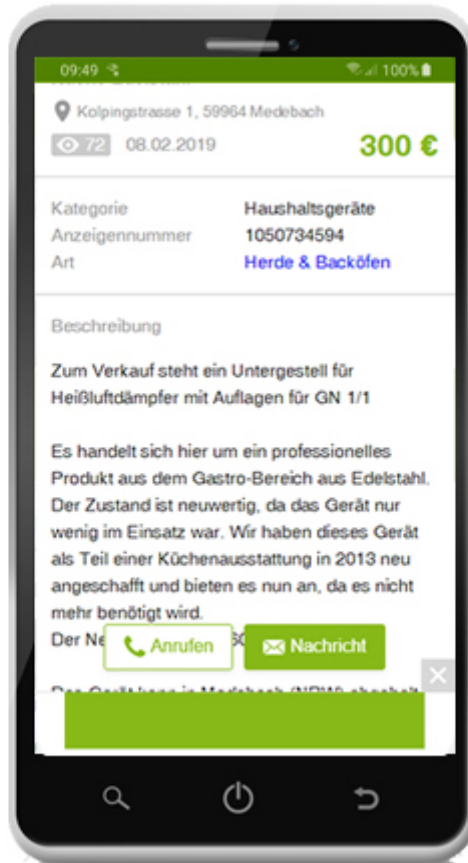 09:49 100%
Kolpingstrasse 1, 59964 Medebach
72 08.02.2019 300 €
Kategorie Haushaltsgeräte
Anzeigennummer 1050734594
Art Herde & Backöfen
Beschreibung
Zum Verkauf steht ein Untergestell für
Heißluftdämpfer mit Auflagen für GN 1/1
Es handelt sich hier um ein professionelles
Produkt aus dem Gastro-Bereich aus Edelstahl.
Der Zustand ist neuwertig, da das Gerät nur
wenig im Einsatz war. Wir haben dieses Gerät
als Teil einer Küchenausstattung in 2013 neu
angeschafft und bieten es nun an, da es nicht
mehr benötigt wird.
Der Ne
Anrufen Nachricht